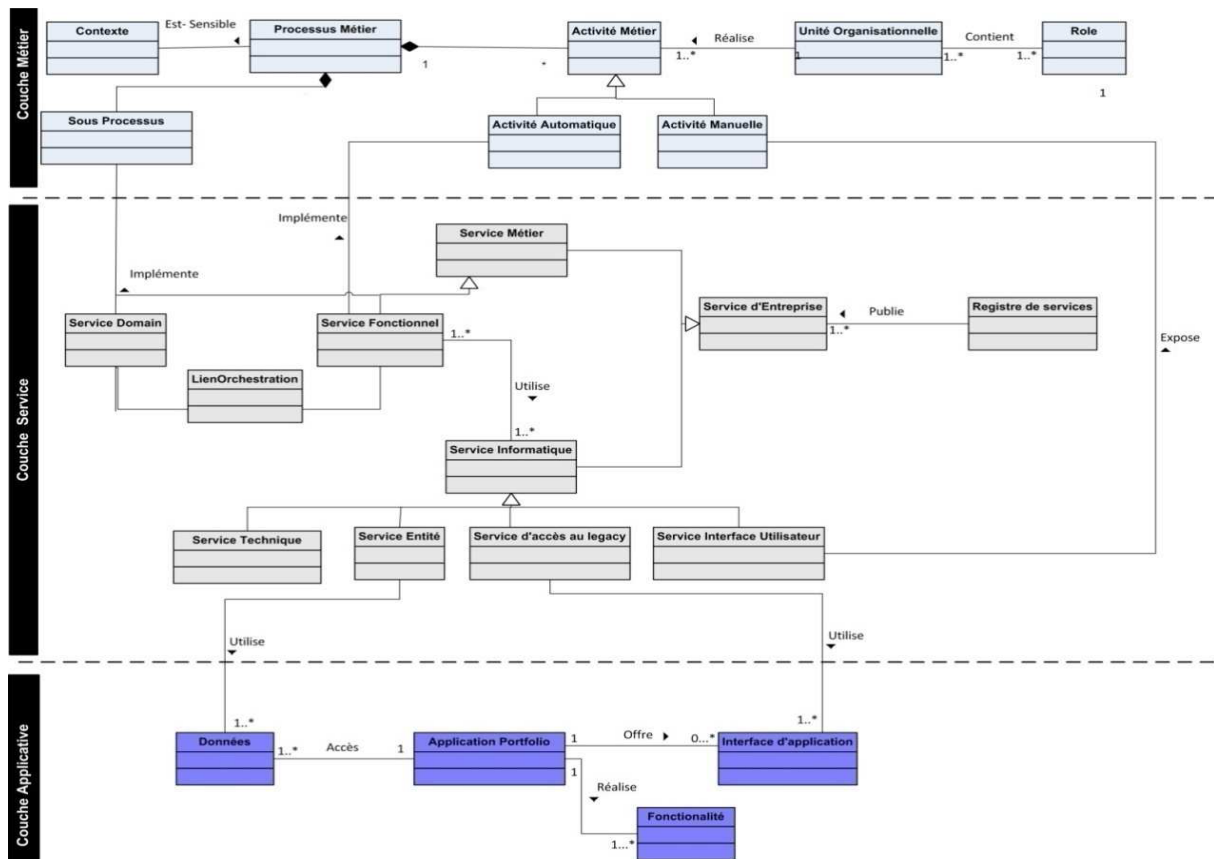 Couche Métier
Contexte
Est- Sensible
Processus Métier
1
*
Activité Métier
1..*
Réalise
1
Unité Organisationnelle
1..*
Contient
1..*
Role
1
Sous Processus
Activité Automatique
Activité Manuelle
Couche Service
Implémente
Implémente
Service Métier
Service Domain
Service Fonctionnel
1..*
Service d'Entreprise
1..*
Publie
Registre de services
Expose
LienOrchestration
Utilise
1..*
Service Informatique
Service Technique
Service Entité
Service d'accès au legacy
Service Interface Utilisateur
Utilise
Utilise
Couche Applicative
1..*
1..*
Données
1..*
Accès
1
Application Portfolio
1
Offre
0...*
Interface d'application
1
Réalise
1...*
Fonctionalité